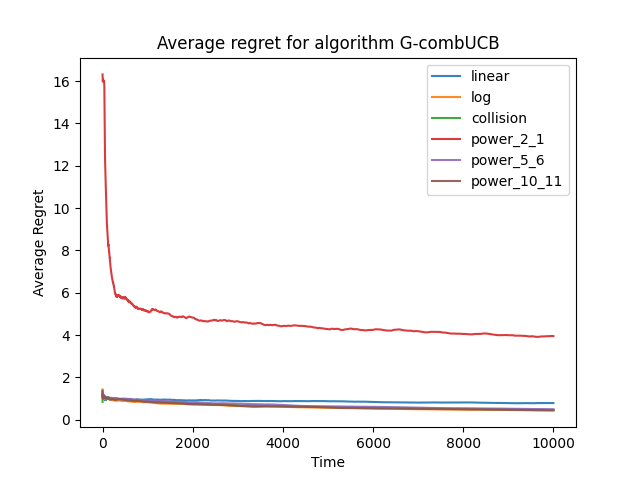 Average regret for algorithm G-combUCB
linear
log
collision
power_2_1
power_5_6
power_10_11
Average Regret
16
14
12
10
8
6
4
2
0
0 2000 4000 6000 8000 10000
Time